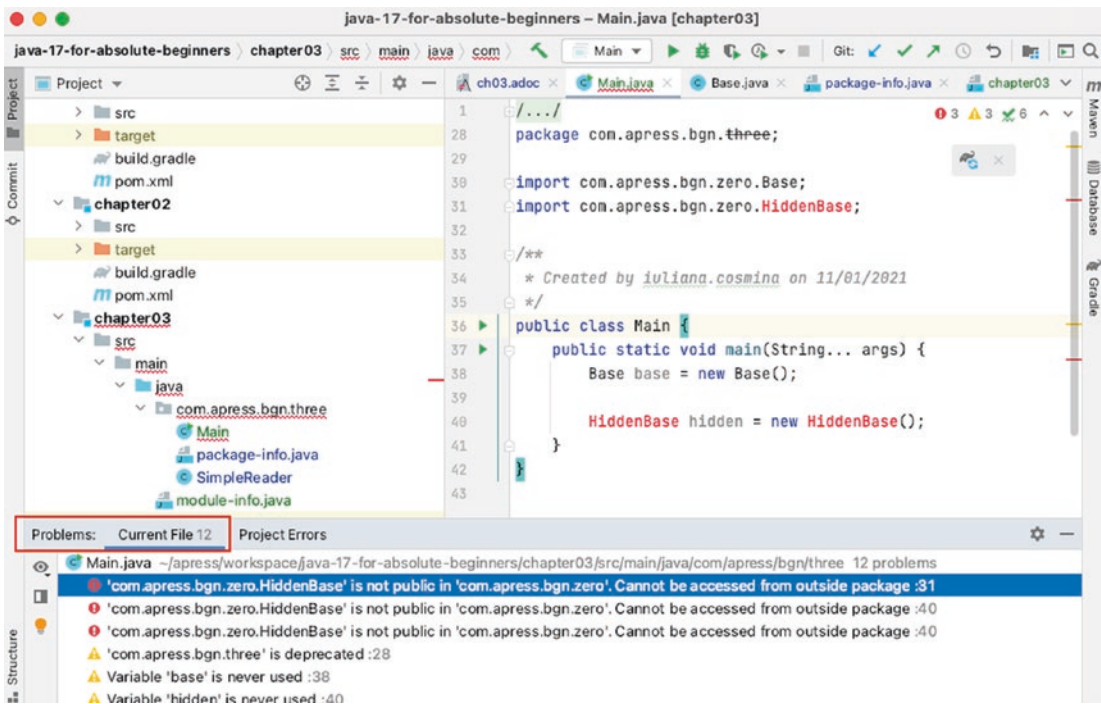 java-17-for-absolute-beginners – Main.java [chapter03]
java-17-for-absolute-beginners chapter03 src main java com Main Git:
Project
ch03.adoc Main.java Base.java package-info.java chapter03
Project
Commit
Structure
src
target
build.gradle
pom.xml
chapter02
src
target
build.gradle
pom.xml
chapter03
src
main
java
com.apress.bgn.three
Main
package-info.java
SimpleReader
module-info.java
3 3 6
1 /.../
28 package com.apress.bgn.three;
29
30 import com.apress.bgn.zero.Base;
31 import com.apress.bgn.zero.HiddenBase;
32
33 /**
34 * Created by iuliana.cosmina on 11/01/2021
35 */
36 public class Main {
37 public static void main(String... args) {
38 Base base = new Base();
39
40 HiddenBase hidden = new HiddenBase();
41 }
42 }
43
Maven
Database
Gradle
Problems: Current File 12 Project Errors
Main.java ~/apress/workspace/java-17-for-absolute-beginners/chapter03/src/main/java/com/apress/bgn/three 12 problems
'com.apress.bgn.zero.HiddenBase' is not public in 'com.apress.bgn.zero'. Cannot be accessed from outside package :31
'com.apress.bgn.zero.HiddenBase' is not public in 'com.apress.bgn.zero'. Cannot be accessed from outside package :40
'com.apress.bgn.zero.HiddenBase' is not public in 'com.apress.bgn.zero'. Cannot be accessed from outside package :40
'com.apress.bgn.three' is deprecated :28
Variable 'base' is never used :38
Variable 'hidden' is never used :40